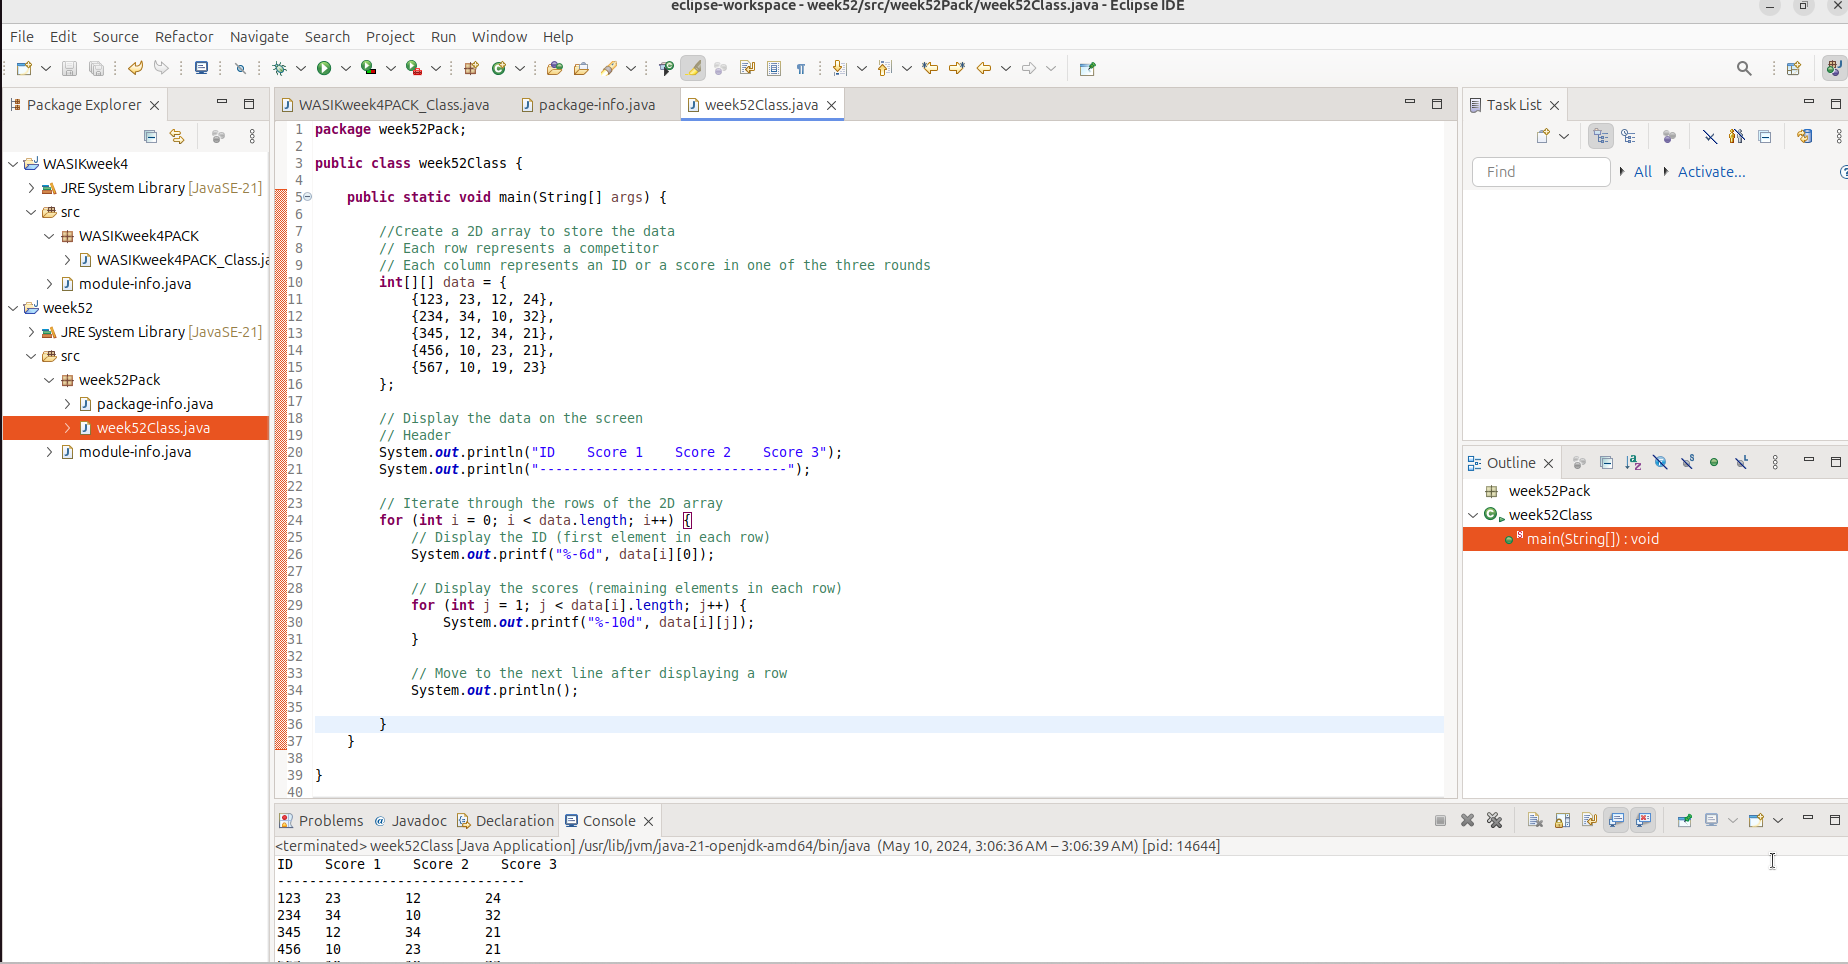 eclipse-workspace - week52/src/week52Pack/week52Class.java - Eclipse IDE
File Edit Source Refactor Navigate Search Project Run Window Help
Package Explorer
WASIKweek4
JRE System Library [JavaSE-21]
src
WASIKweek4PACK
WASIKweek4PACK_Class.ja
module-info.java
week52
JRE System Library [JavaSE-21]
src
week52Pack
package-info.java
week52Class.java
module-info.java
WASIKweek4PACK_Class.java package-info.java week52Class.java
1 package week52Pack;
2
3 public class week52Class {
4
5 public static void main(String[] args) {
6
7 //Create a 2D array to store the data
8 // Each row represents a competitor
9 // Each column represents an ID or a score in one of the three rounds
10 int[][] data = {
11 {123, 23, 12, 24},
12 {234, 34, 10, 32},
13 {345, 12, 34, 21},
14 {456, 10, 23, 21},
15 {567, 10, 19, 23}
16 };
17
18 // Display the data on the screen
19 // Header
20 System.out.println("ID    Score 1    Score 2    Score 3");
21 System.out.println("-------------------------------");
22
23 // Iterate through the rows of the 2D array
24 for (int i = 0; i < data.length; i++) {
25 // Display the ID (first element in each row)
26 System.out.printf("%-6d", data[i][0]);
27
28 // Display the scores (remaining elements in each row)
29 for (int j = 1; j < data[i].length; j++) {
30 System.out.printf("%-10d", data[i][j]);
31 }
32
33 // Move to the next line after displaying a row
34 System.out.println();
35
36 }
37 }
38
39 }
40
Task List
Find All Activate...
Outline
week52Pack
week52Class
main(String[]) : void
Problems Javadoc Declaration Console
<terminated> week52Class [Java Application] /usr/lib/jvm/java-21-openjdk-amd64/bin/java (May 10, 2024, 3:06:36 AM – 3:06:39 AM) [pid: 14644]
ID    Score 1    Score 2    Score 3
-------------------------------
123   23        12        24
234   34        10        32
345   12        34        21
456   10        23        21